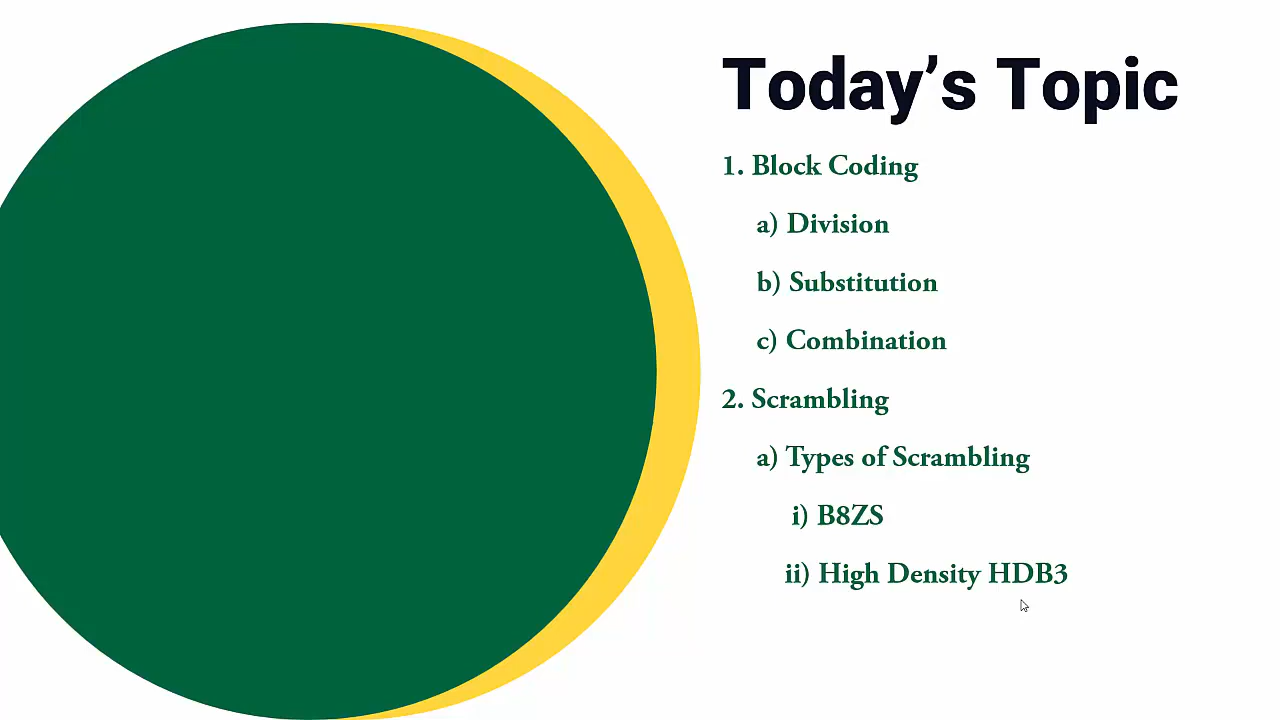 Today’s Topic
1. Block Coding
a) Division
b) Substitution
c) Combination
2. Scrambling
a) Types of Scrambling
i) B8ZS
ii) High Density HDB3